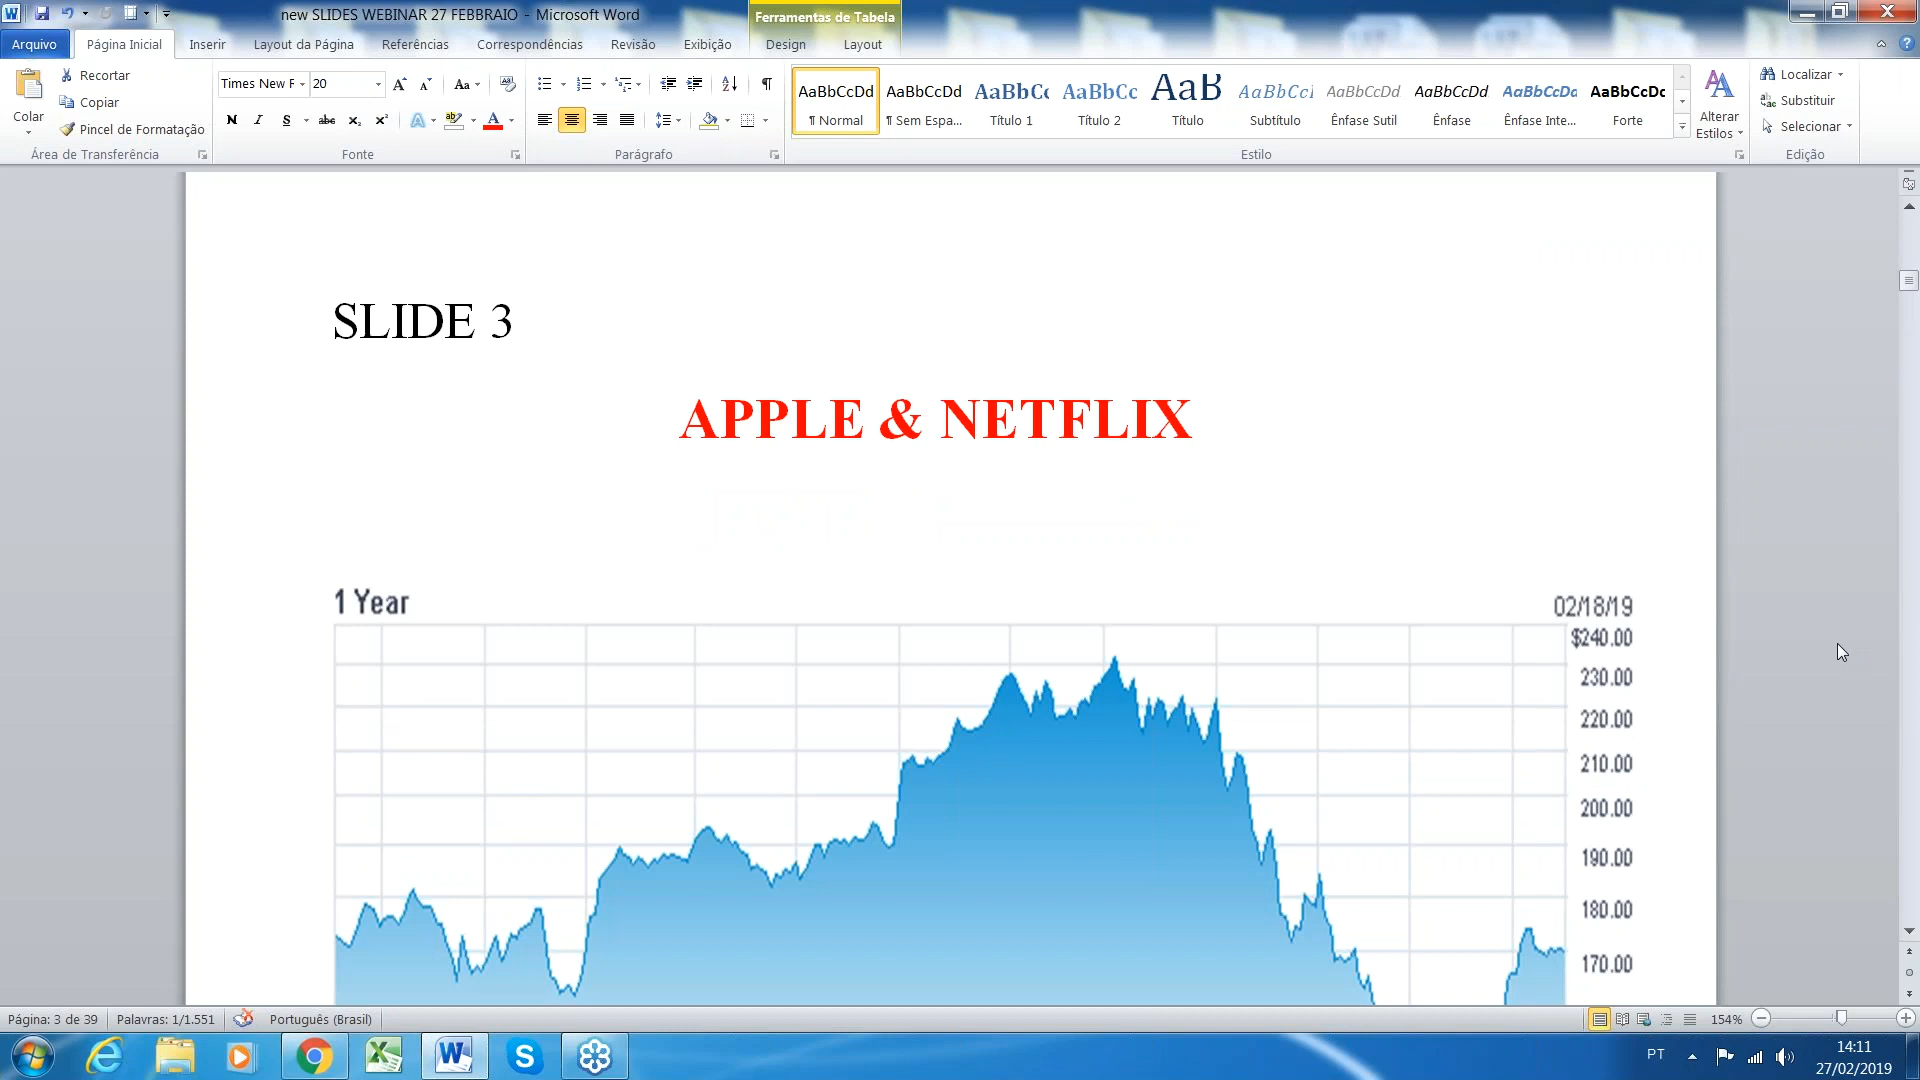 new SLIDES WEBINAR 27 FEBBRAIO - Microsoft Word
Ferramentas de Tabela
Arquivo Página Inicial Inserir Layout da Página Referências Correspondências Revisão Exibição Design Layout
Colar
Recortar
Copiar
Pincel de Formatação
Área de Transferência
Times New F 20
Aa
N I S abc x₂ x² A ab A
Fonte
Parágrafo
AaBbCcDd AaBbCcDd AaBbCc AaBbCc AaB AaBbCcI AaBbCcDd AaBbCcDd AaBbCcDd AaBbCcDc
¶ Normal ¶ Sem Espa... Título 1 Título 2 Título Subtítulo Ênfase Sutil Ênfase Ênfase Inte... Forte
Estilo
Alterar
Estilos
Localizar
Substituir
Selecionar
Edição
SLIDE 3
APPLE & NETFLIX
1 Year 02/18/19
$240.00
230.00
220.00
210.00
200.00
190.00
180.00
170.00
Página: 3 de 39 Palavras: 1/1.551 Português (Brasil) 154%
PT 14:11
27/02/2019